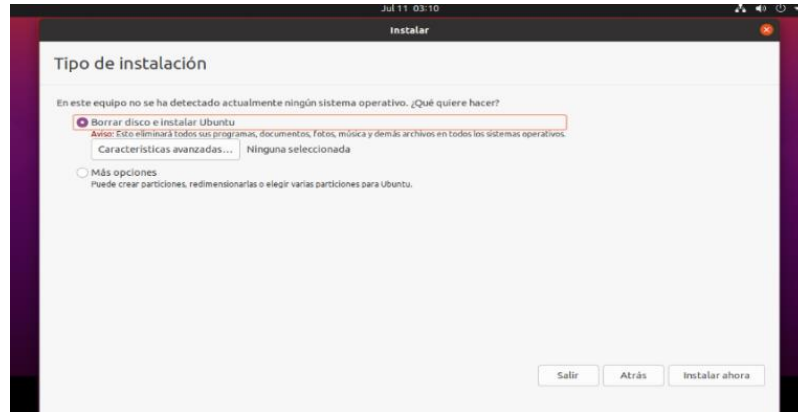 Jul 11 03:10
Instalar
Tipo de instalación
En este equipo no se ha detectado actualmente ningún sistema operativo. ¿Qué quiere hacer?
Borrar disco e instalar Ubuntu
Aviso: Esto eliminará todos sus programas, documentos, fotos, música y demás archivos en todos los sistemas operativos.
Características avanzadas... Ninguna seleccionada
Más opciones
Puede crear particiones, redimensionarlas o elegir varias particiones para Ubuntu.
Salir Atrás Instalar ahora